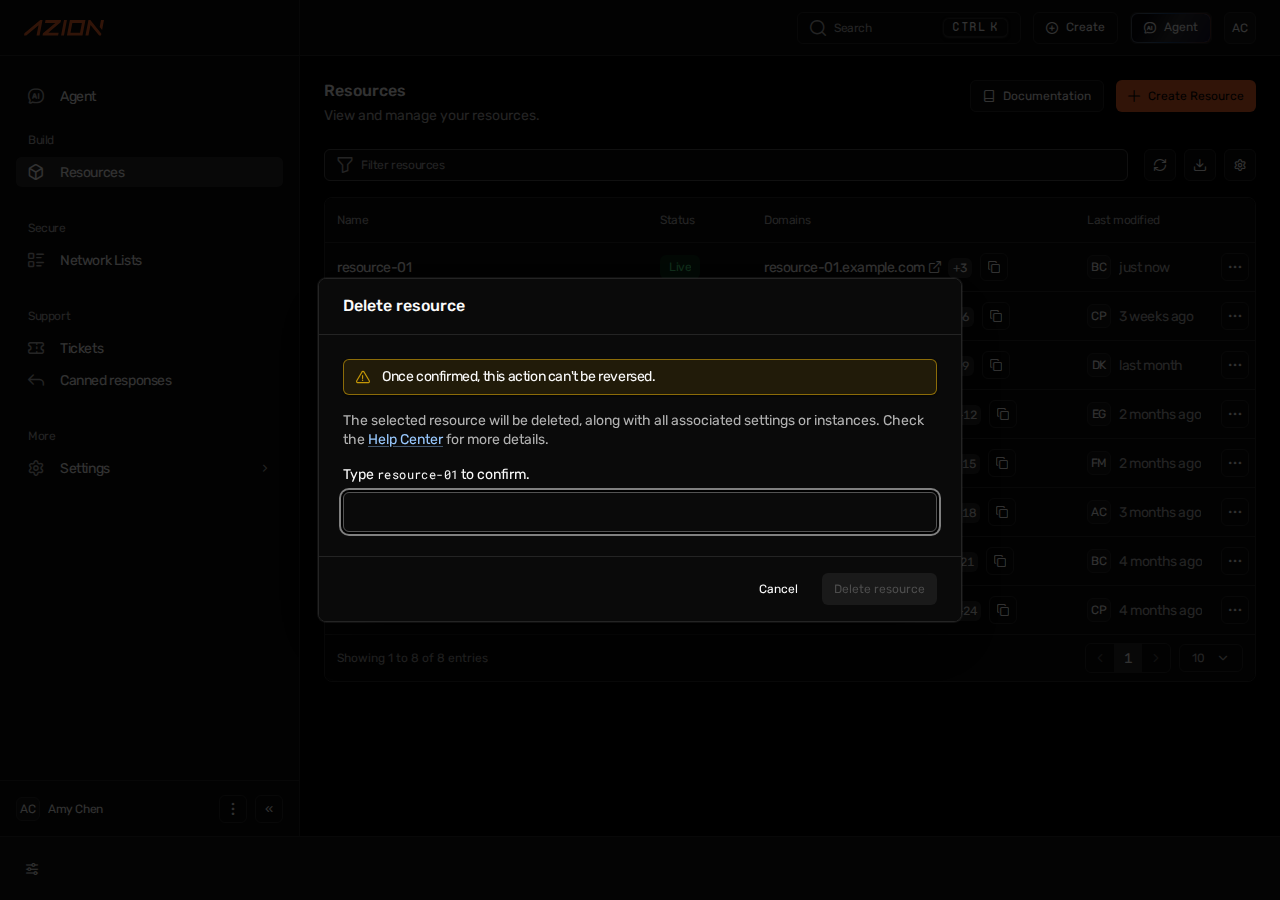 AZION
Search
CTRL K
Create
Agent
AC
Agent
Build
Resources
Secure
Network Lists
Support
Tickets
Canned responses
More
Settings
AC
Amy Chen
Resources
View and manage your resources.
Documentation
Create Resource
Filter resources
Name
Status
Domains
Last modified
resource-01
Live
resource-01.example.com
+3
BC
just now
CP
3 weeks ago
DK
last month
12
EG
2 months ago
15
FM
2 months ago
18
AC
3 months ago
21
BC
4 months ago
24
CP
4 months ago
Showing 1 to 8 of 8 entries
1
10
Delete resource
Once confirmed, this action can't be reversed.
The selected resource will be deleted, along with all associated settings or instances. Check
the Help Center for more details.
Type resource-01 to confirm.
Cancel
Delete resource